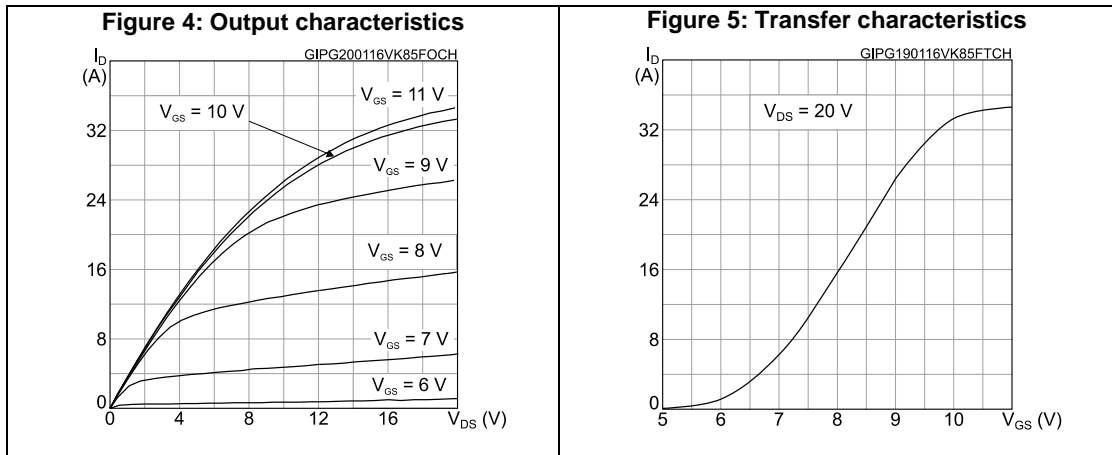 Figure 4: Output characteristics
GIPG200116VK85FOCH
I_D
(A)
V_GS = 11 V
V_GS = 10 V
32
V_GS = 9 V
24
V_GS = 8 V
16
8
V_GS = 7 V
V_GS = 6 V
0
0 4 8 12 16 V_DS (V)
Figure 5: Transfer characteristics
GIPG190116VK85FTCH
I_D
(A)
V_DS = 20 V
32
24
16
8
0
5 6 7 8 9 10 V_GS (V)